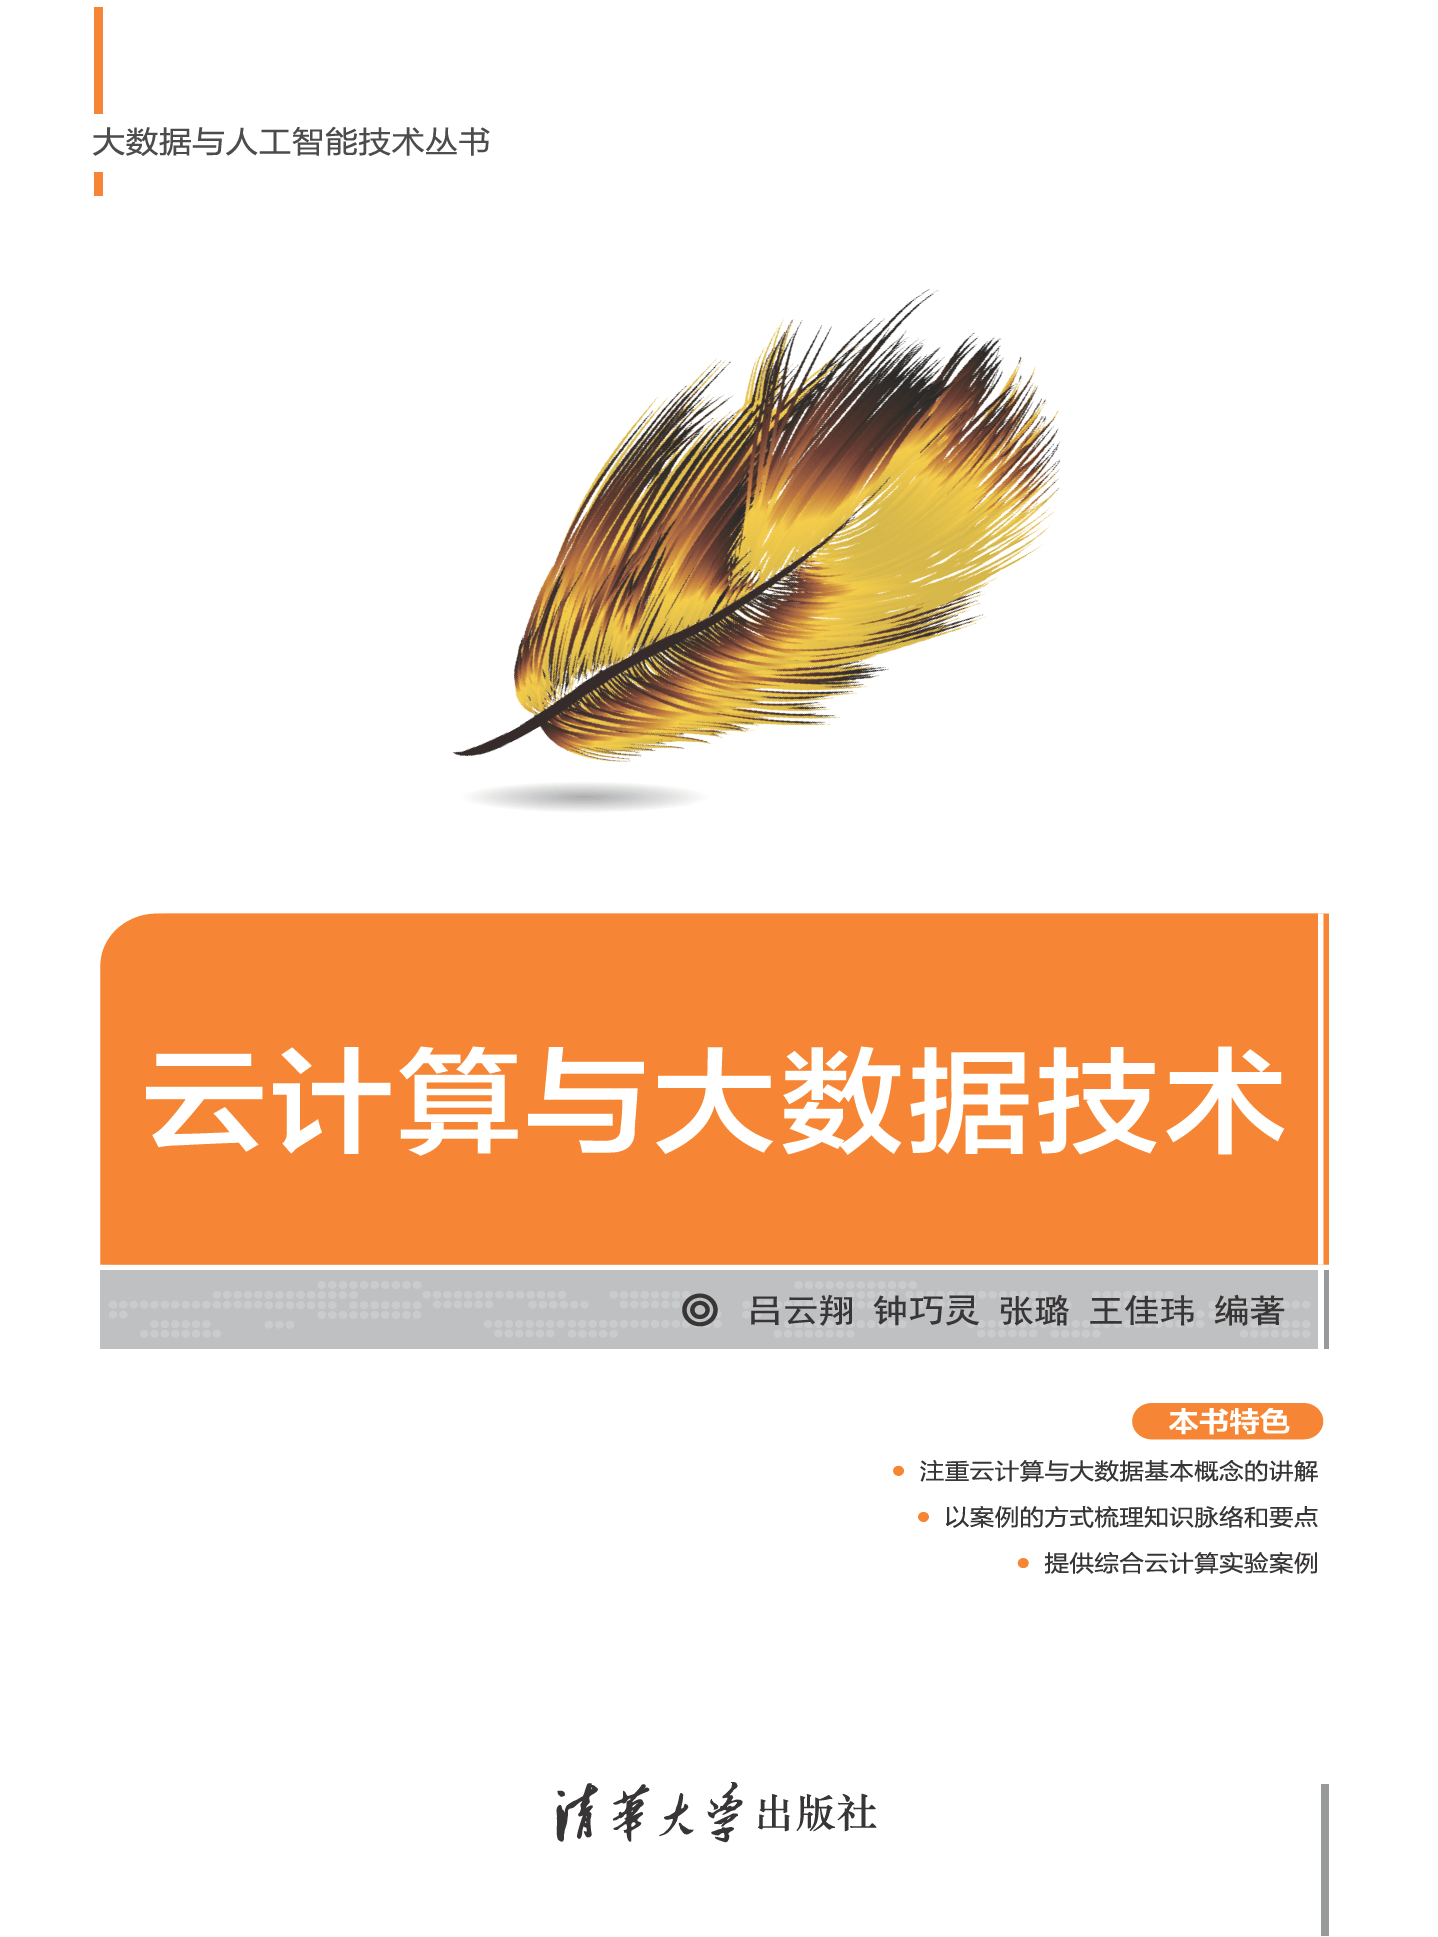 大数据与人工智能技术丛书
云计算与大数据技术
吕云翔 钟巧灵 张璐 王佳玮 编著
本书特色
注重云计算与大数据基本概念的讲解
以案例的方式梳理知识脉络和要点
提供综合云计算实验案例
清華大学出版社